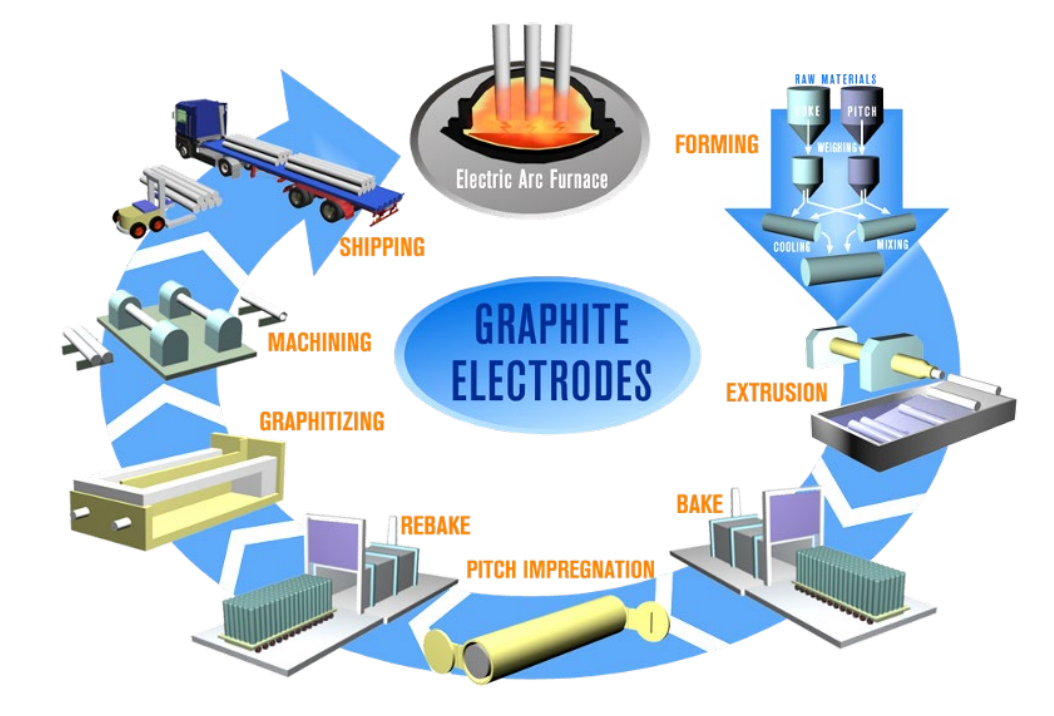 Electric Arc Furnace
RAW MATERIALS
COKE
PITCH
WEIGHING
FORMING
COOLING
MIXING
EXTRUSION
BAKE
PITCH IMPREGNATION
REBAKE
GRAPHITIZING
MACHINING
SHIPPING
GRAPHITE
ELECTRODES